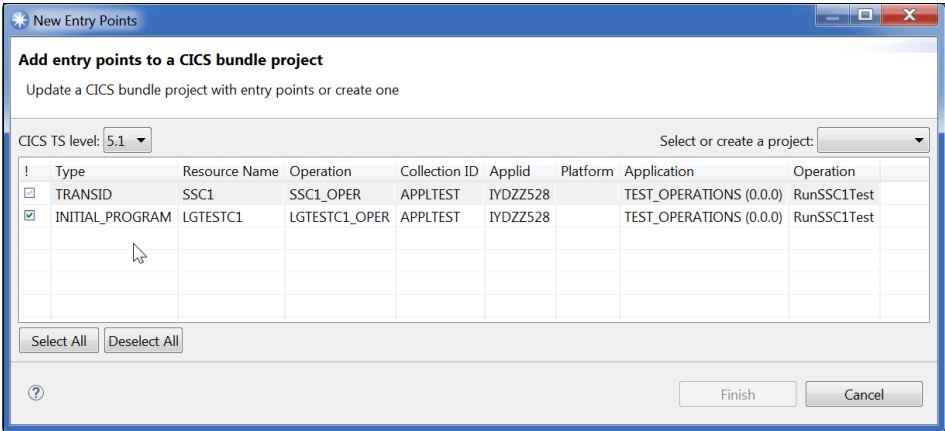 New Entry Points
Add entry points to a CICS bundle project
Update a CICS bundle project with entry points or create one
CICS TS level: 5.1 Select or create a project:
! Type Resource Name Operation Collection ID Applid Platform Application Operation
TRANSID SSC1 SSC1_OPER APPLTEST IYDZZ528 TEST_OPERATIONS (0.0.0) RunSSC1Test
INITIAL_PROGRAM LGTESTC1 LGTESTC1_OPER APPLTEST IYDZZ528 TEST_OPERATIONS (0.0.0) RunSSC1Test
Select All Deselect All
? Finish Cancel